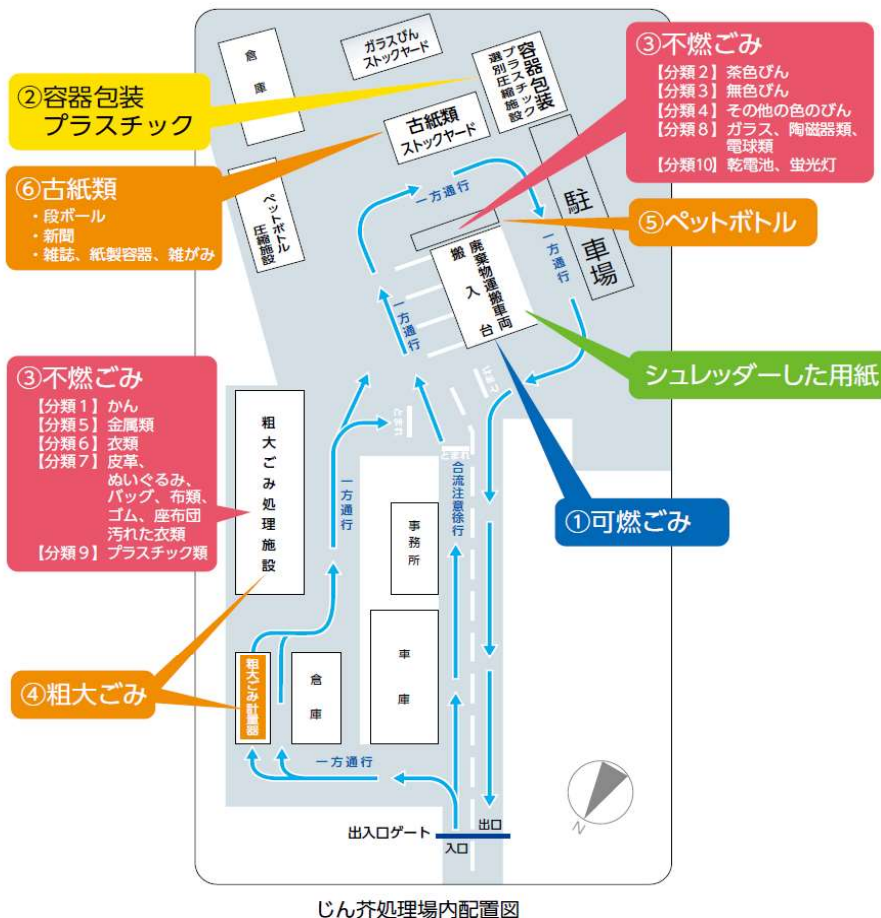 倉庫
ガラスびん
ストックヤード
容器包装
プラスチック
選別圧縮施設
②容器包装
プラスチック
③不燃ごみ
【分類2】茶色びん
【分類3】無色びん
【分類4】その他の色のびん
【分類8】ガラス、陶磁器類、
電球類
【分類10】乾電池、蛍光灯
古紙類
ストックヤード
⑥古紙類
・段ボール
・新聞
・雑誌、紙製容器、雑がみ
ペットボトル
圧縮施設
一方通行
駐車場
⑤ペットボトル
一方通行
廃棄物運搬車両
搬入台
一方通行
シュレッダーした用紙
③不燃ごみ
【分類1】かん
【分類5】金属類
【分類6】衣類
【分類7】皮革、
ぬいぐるみ、
バッグ、布類、
ゴム、座布団
汚れた衣類
【分類9】プラスチック類
粗大ごみ処理施設
とまれ
とまれ
とまれ
一方通行
合流注意徐行
事務所
①可燃ごみ
④粗大ごみ
粗大ごみ計量器
倉庫
車庫
一方通行
出入口ゲート
出口
入口
N
じん芥処理場内配置図